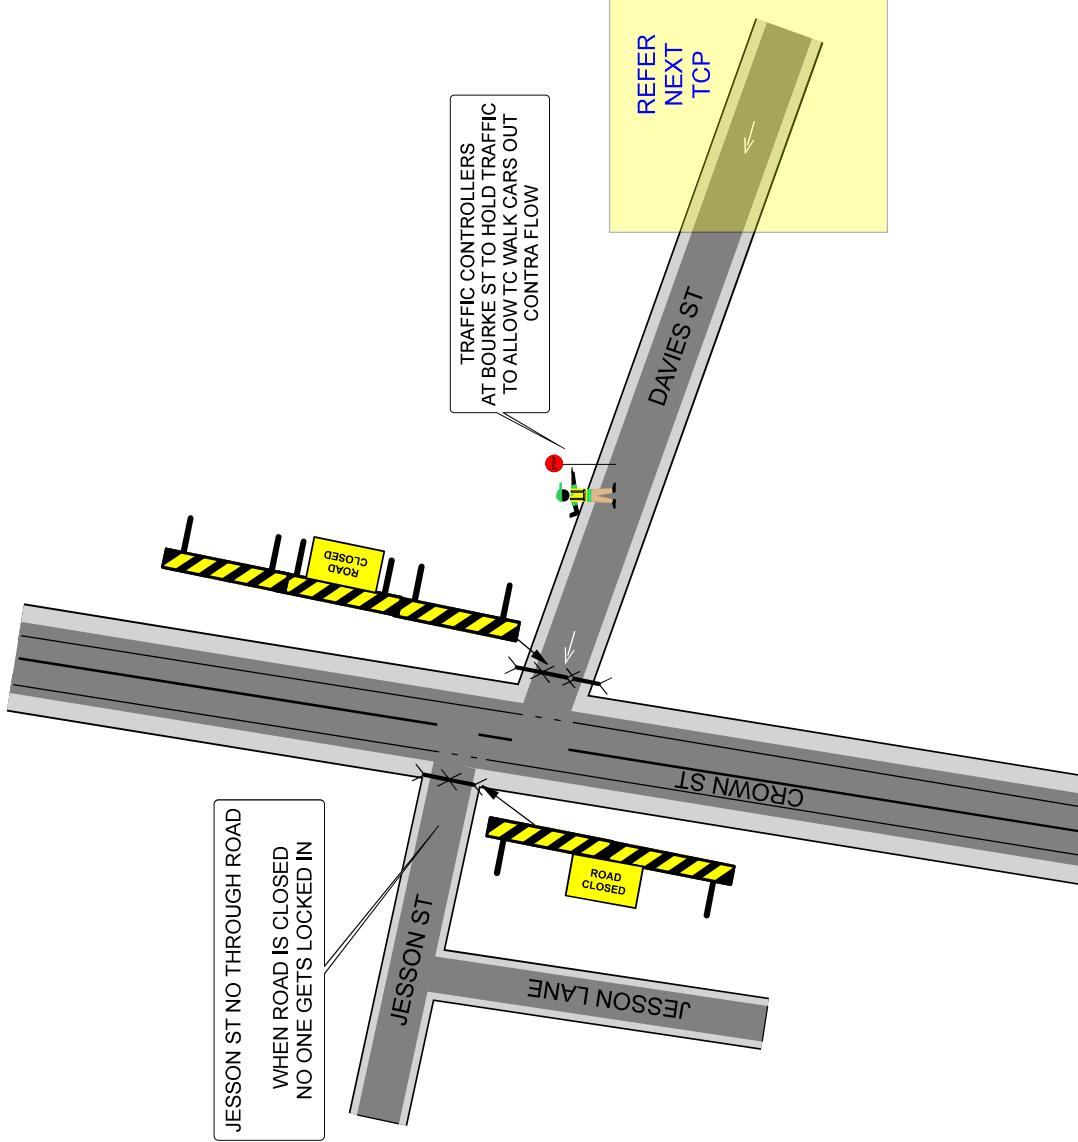 REFER
NEXT
TCP
TRAFFIC CONTROLLERS
AT BOURKE ST TO HOLD TRAFFIC
TO ALLOW TC WALK CARS OUT
CONTRA FLOW
DAVIES ST
STOP
ROAD
CLOSED
CROWN ST
ROAD
CLOSED
JESSON ST NO THROUGH ROAD
WHEN ROAD IS CLOSED
NO ONE GETS LOCKED IN
JESSON ST
JESSON LANE